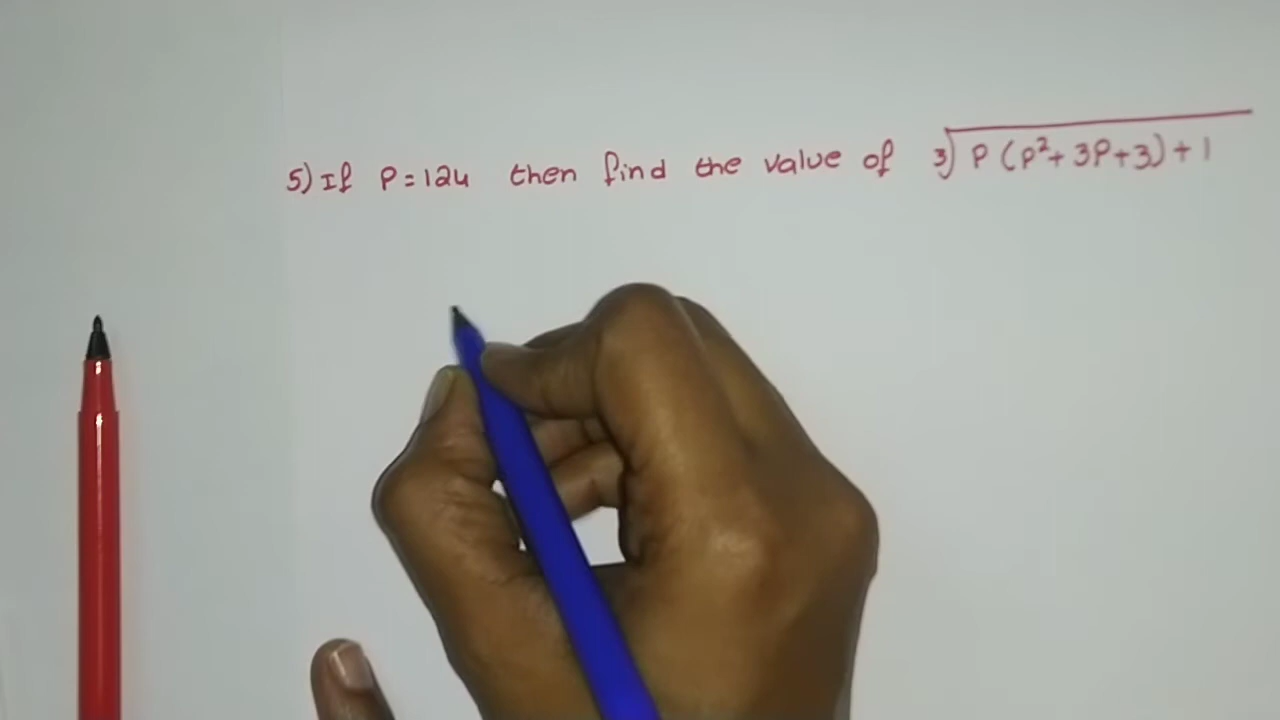 5) If P = 124 then find the value of ∛P(P²+3P+3)+1